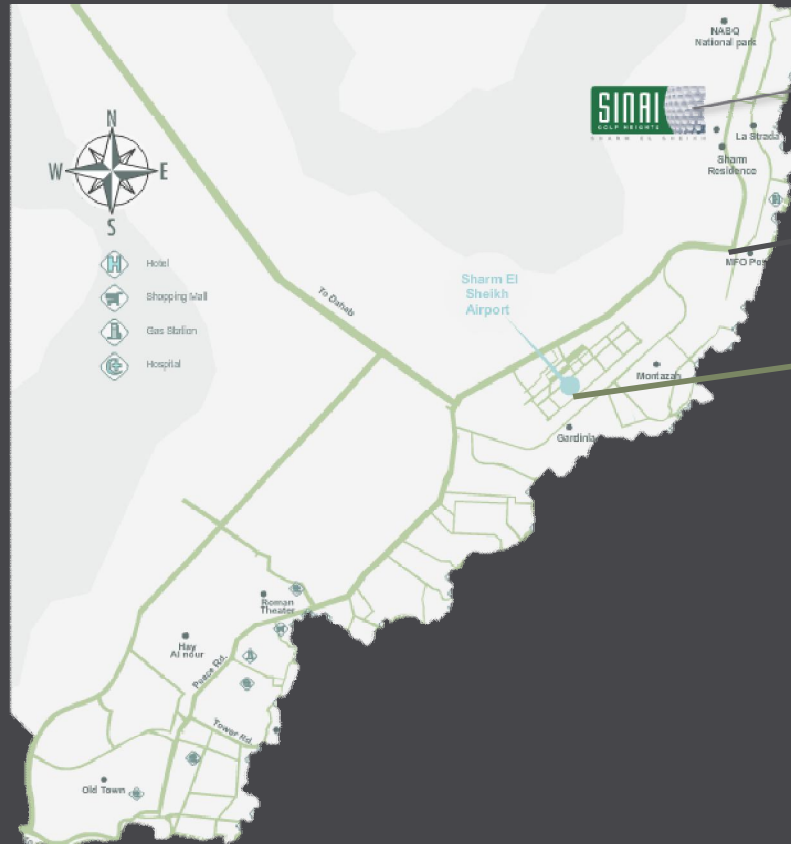 NABQ
National park
SINAI
GOLF HEIGHTS
SHARM EL SHEIKH
La Strada
Sharm
Residence
N
W
E
S
MFO
Hotel
Shopping Mall
Gas Station
Hospital
Sharm El
Sheikh
Airport
To Dahab
Montazah
Gardinia
Roman
Theater
Hay
Al nour
Peace Rd.
Tower Rd.
Old Town